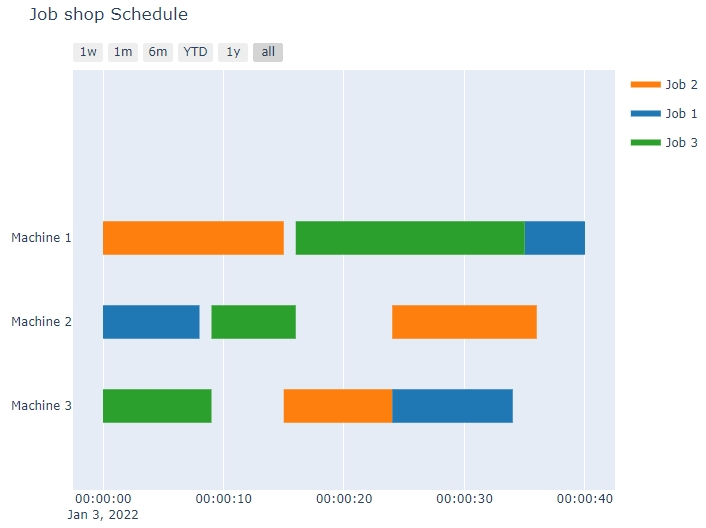 Job shop Schedule
1w 1m 6m YTD 1y all
Job 2
Job 1
Job 3
Machine 1
Machine 2
Machine 3
00:00:00 00:00:10 00:00:20 00:00:30 00:00:40
Jan 3, 2022